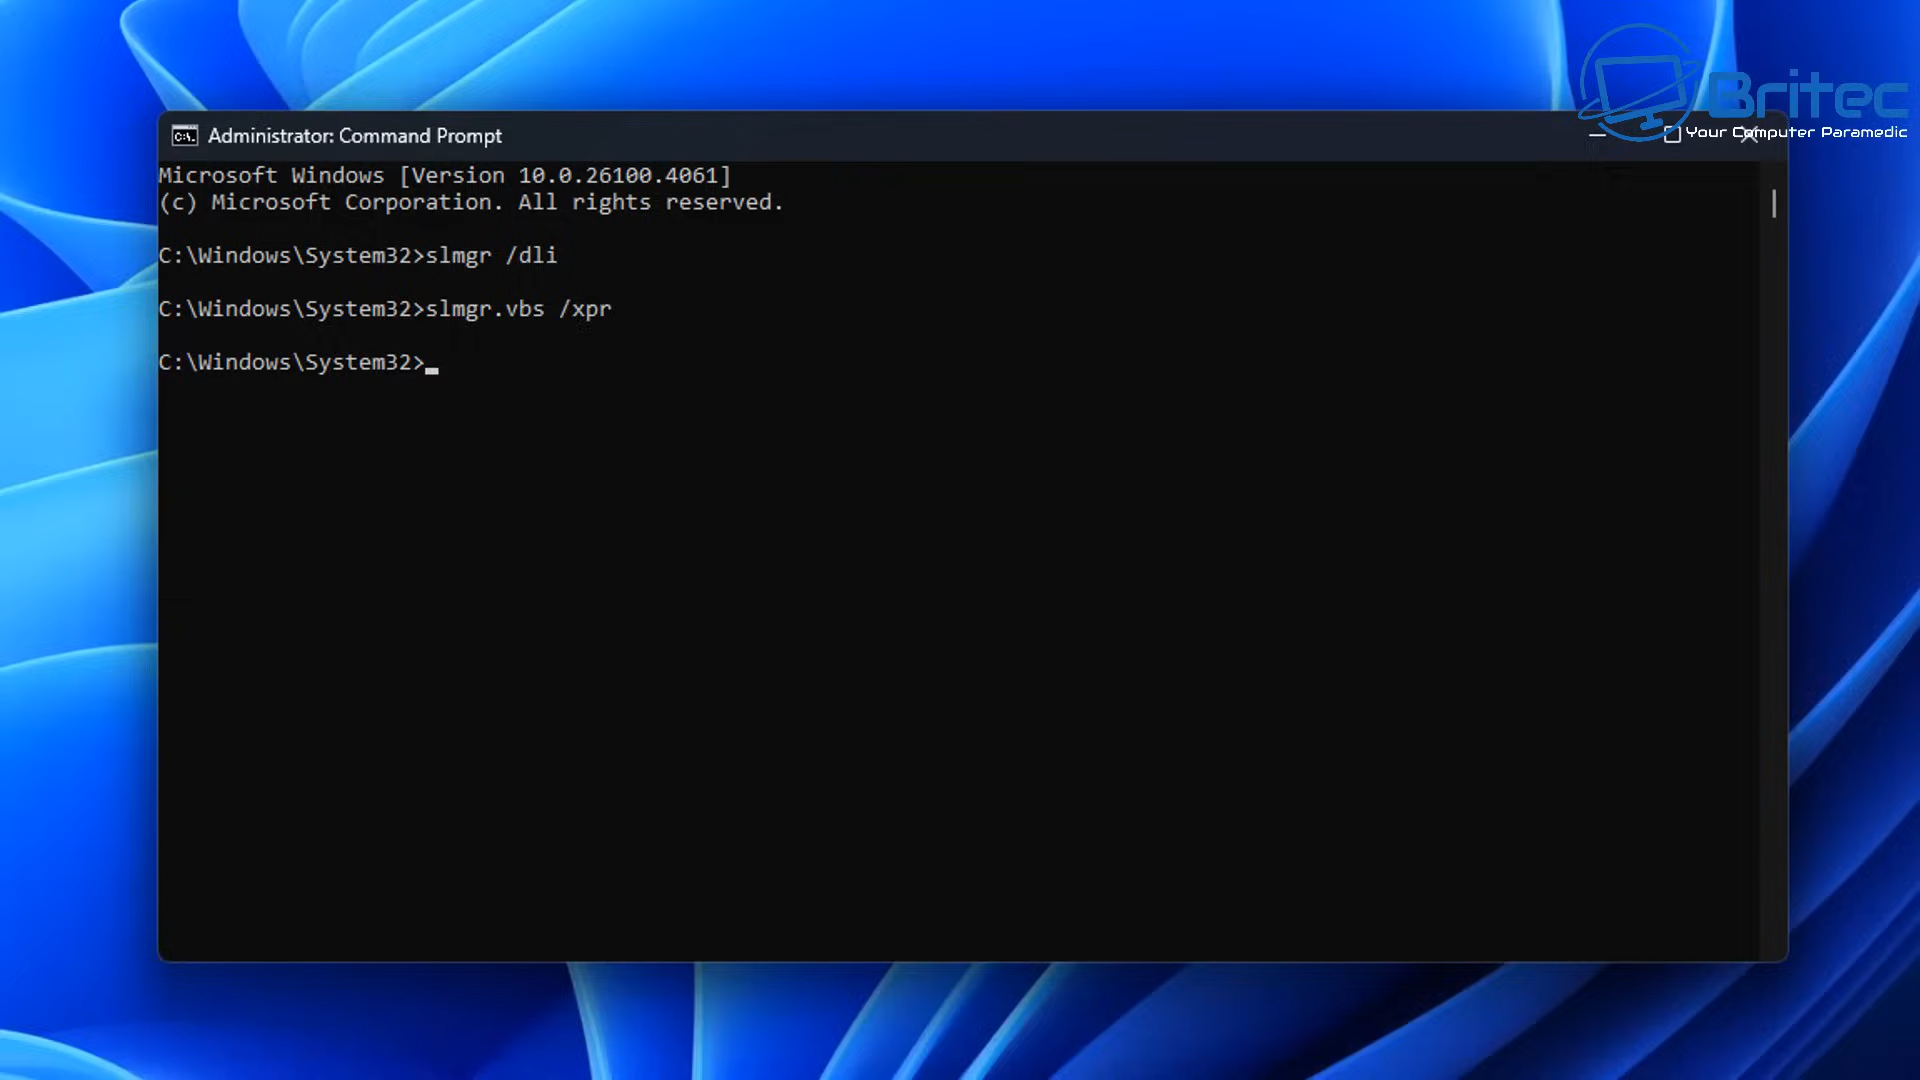 Britec
Your Computer Paramedic
Administrator: Command Prompt
Microsoft Windows [Version 10.0.26100.4061]
(c) Microsoft Corporation. All rights reserved.
C:\Windows\System32>slmgr /dli
C:\Windows\System32>slmgr.vbs /xpr
C:\Windows\System32>